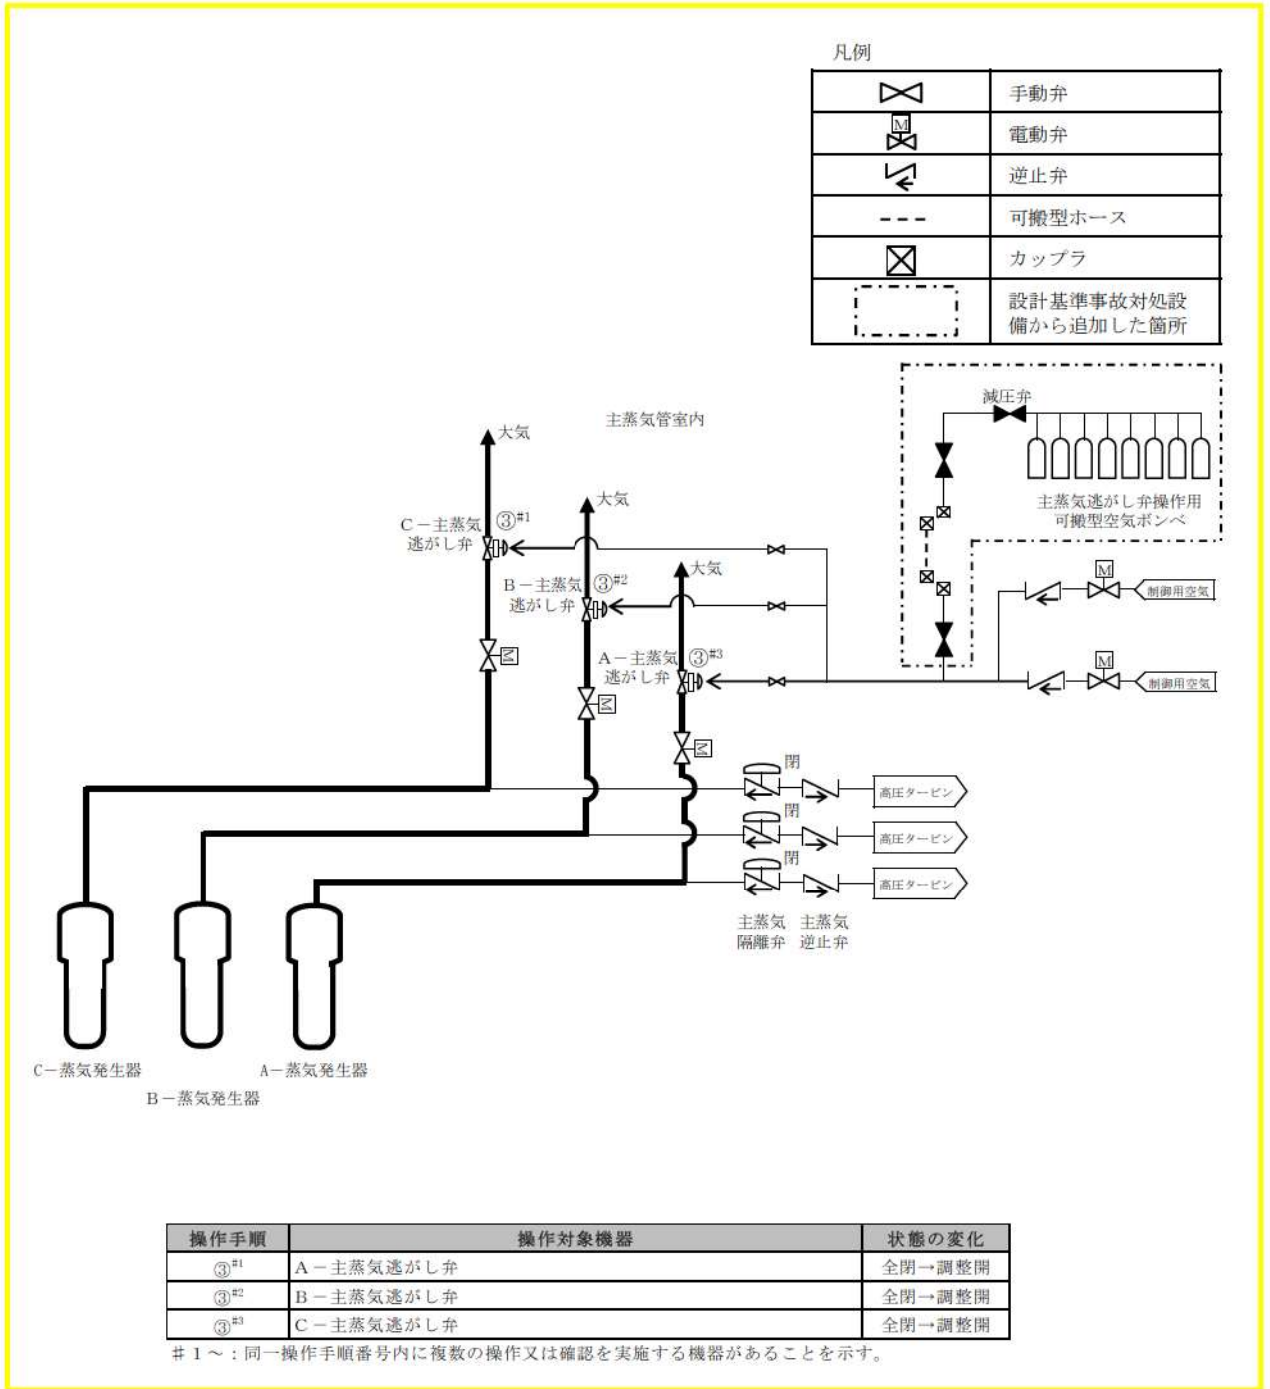 凡例
手動弁
M
電動弁
逆止弁
可搬型ホース
カップラ
設計基準事故対処設
備から追加した箇所
減圧弁
主蒸気逃がし弁操作用
可搬型空気ボンベ
主蒸気管室内
大気
C－主蒸気
逃がし弁
③#1
大気
B－主蒸気
逃がし弁
③#2
大気
A－主蒸気
逃がし弁
③#3
M
制御用空気
M
制御用空気
M
M
M
閉
高圧タービン
閉
高圧タービン
閉
高圧タービン
主蒸気
隔離弁
主蒸気
逆止弁
C－蒸気発生器
B－蒸気発生器
A－蒸気発生器
操作手順 操作対象機器 状態の変化
③#1 A－主蒸気逃がし弁 全閉→調整開
③#2 B－主蒸気逃がし弁 全閉→調整開
③#3 C－主蒸気逃がし弁 全閉→調整開
＃１～：同一操作手順番号内に複数の操作又は確認を実施する機器があることを示す。